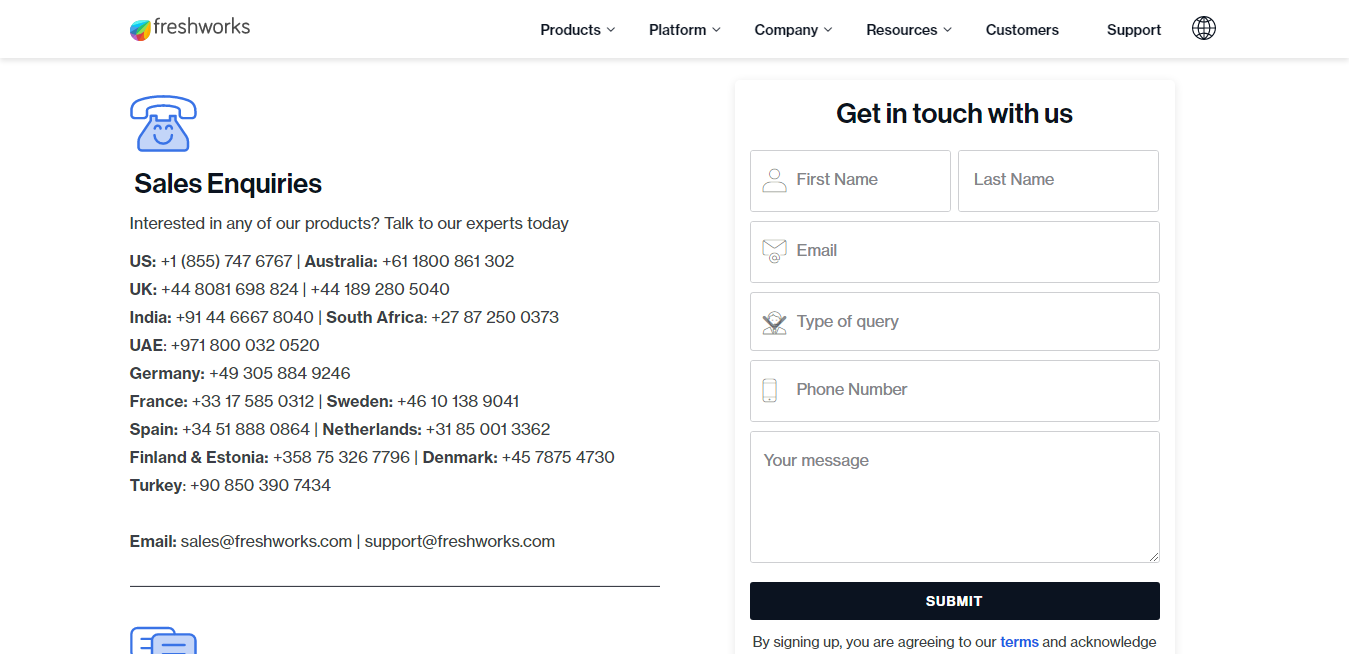 freshworks
Products
Platform
Company
Resources
Customers
Support
Sales Enquiries
Interested in any of our products? Talk to our experts today
US: +1 (855) 747 6767 | Australia: +61 1800 861 302
UK: +44 8081 698 824 | +44 189 280 5040
India: +91 44 6667 8040 | South Africa: +27 87 250 0373
UAE: +971 800 032 0520
Germany: +49 305 884 9246
France: +33 17 585 0312 | Sweden: +46 10 138 9041
Spain: +34 51 888 0864 | Netherlands: +31 85 001 3362
Finland & Estonia: +358 75 326 7796 | Denmark: +45 7875 4730
Turkey: +90 850 390 7434
Email: sales@freshworks.com | support@freshworks.com
Get in touch with us
First Name
Last Name
Email
Type of query
Phone Number
Your message
SUBMIT
By signing up, you are agreeing to our terms and acknowledge